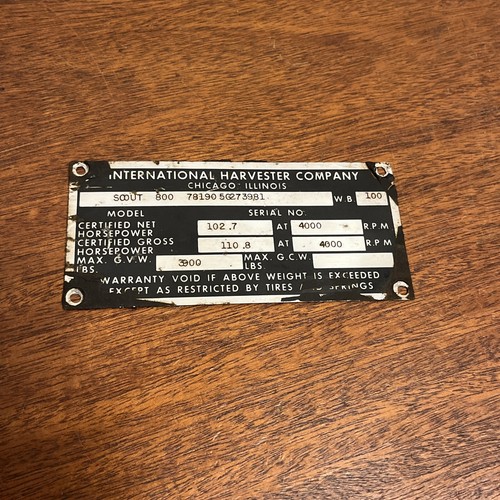 INTERNATIONAL HARVESTER COMPANY
CHICAGO ILLINOIS
SCOUT 800 781905G273981 W.B 100
MODEL SERIAL NO.
CERTIFIED NET HORSEPOWER 102.7 AT 4000 R.P.M
CERTIFIED GROSS HORSEPOWER 110.8 AT 4000 R.P.M
MAX. G.V.W. LBS. 3900 MAX. G.C.W. LBS
WARRANTY VOID IF ABOVE WEIGHT IS EXCEEDED
EXCEPT AS RESTRICTED BY TIRES / SPRINGS